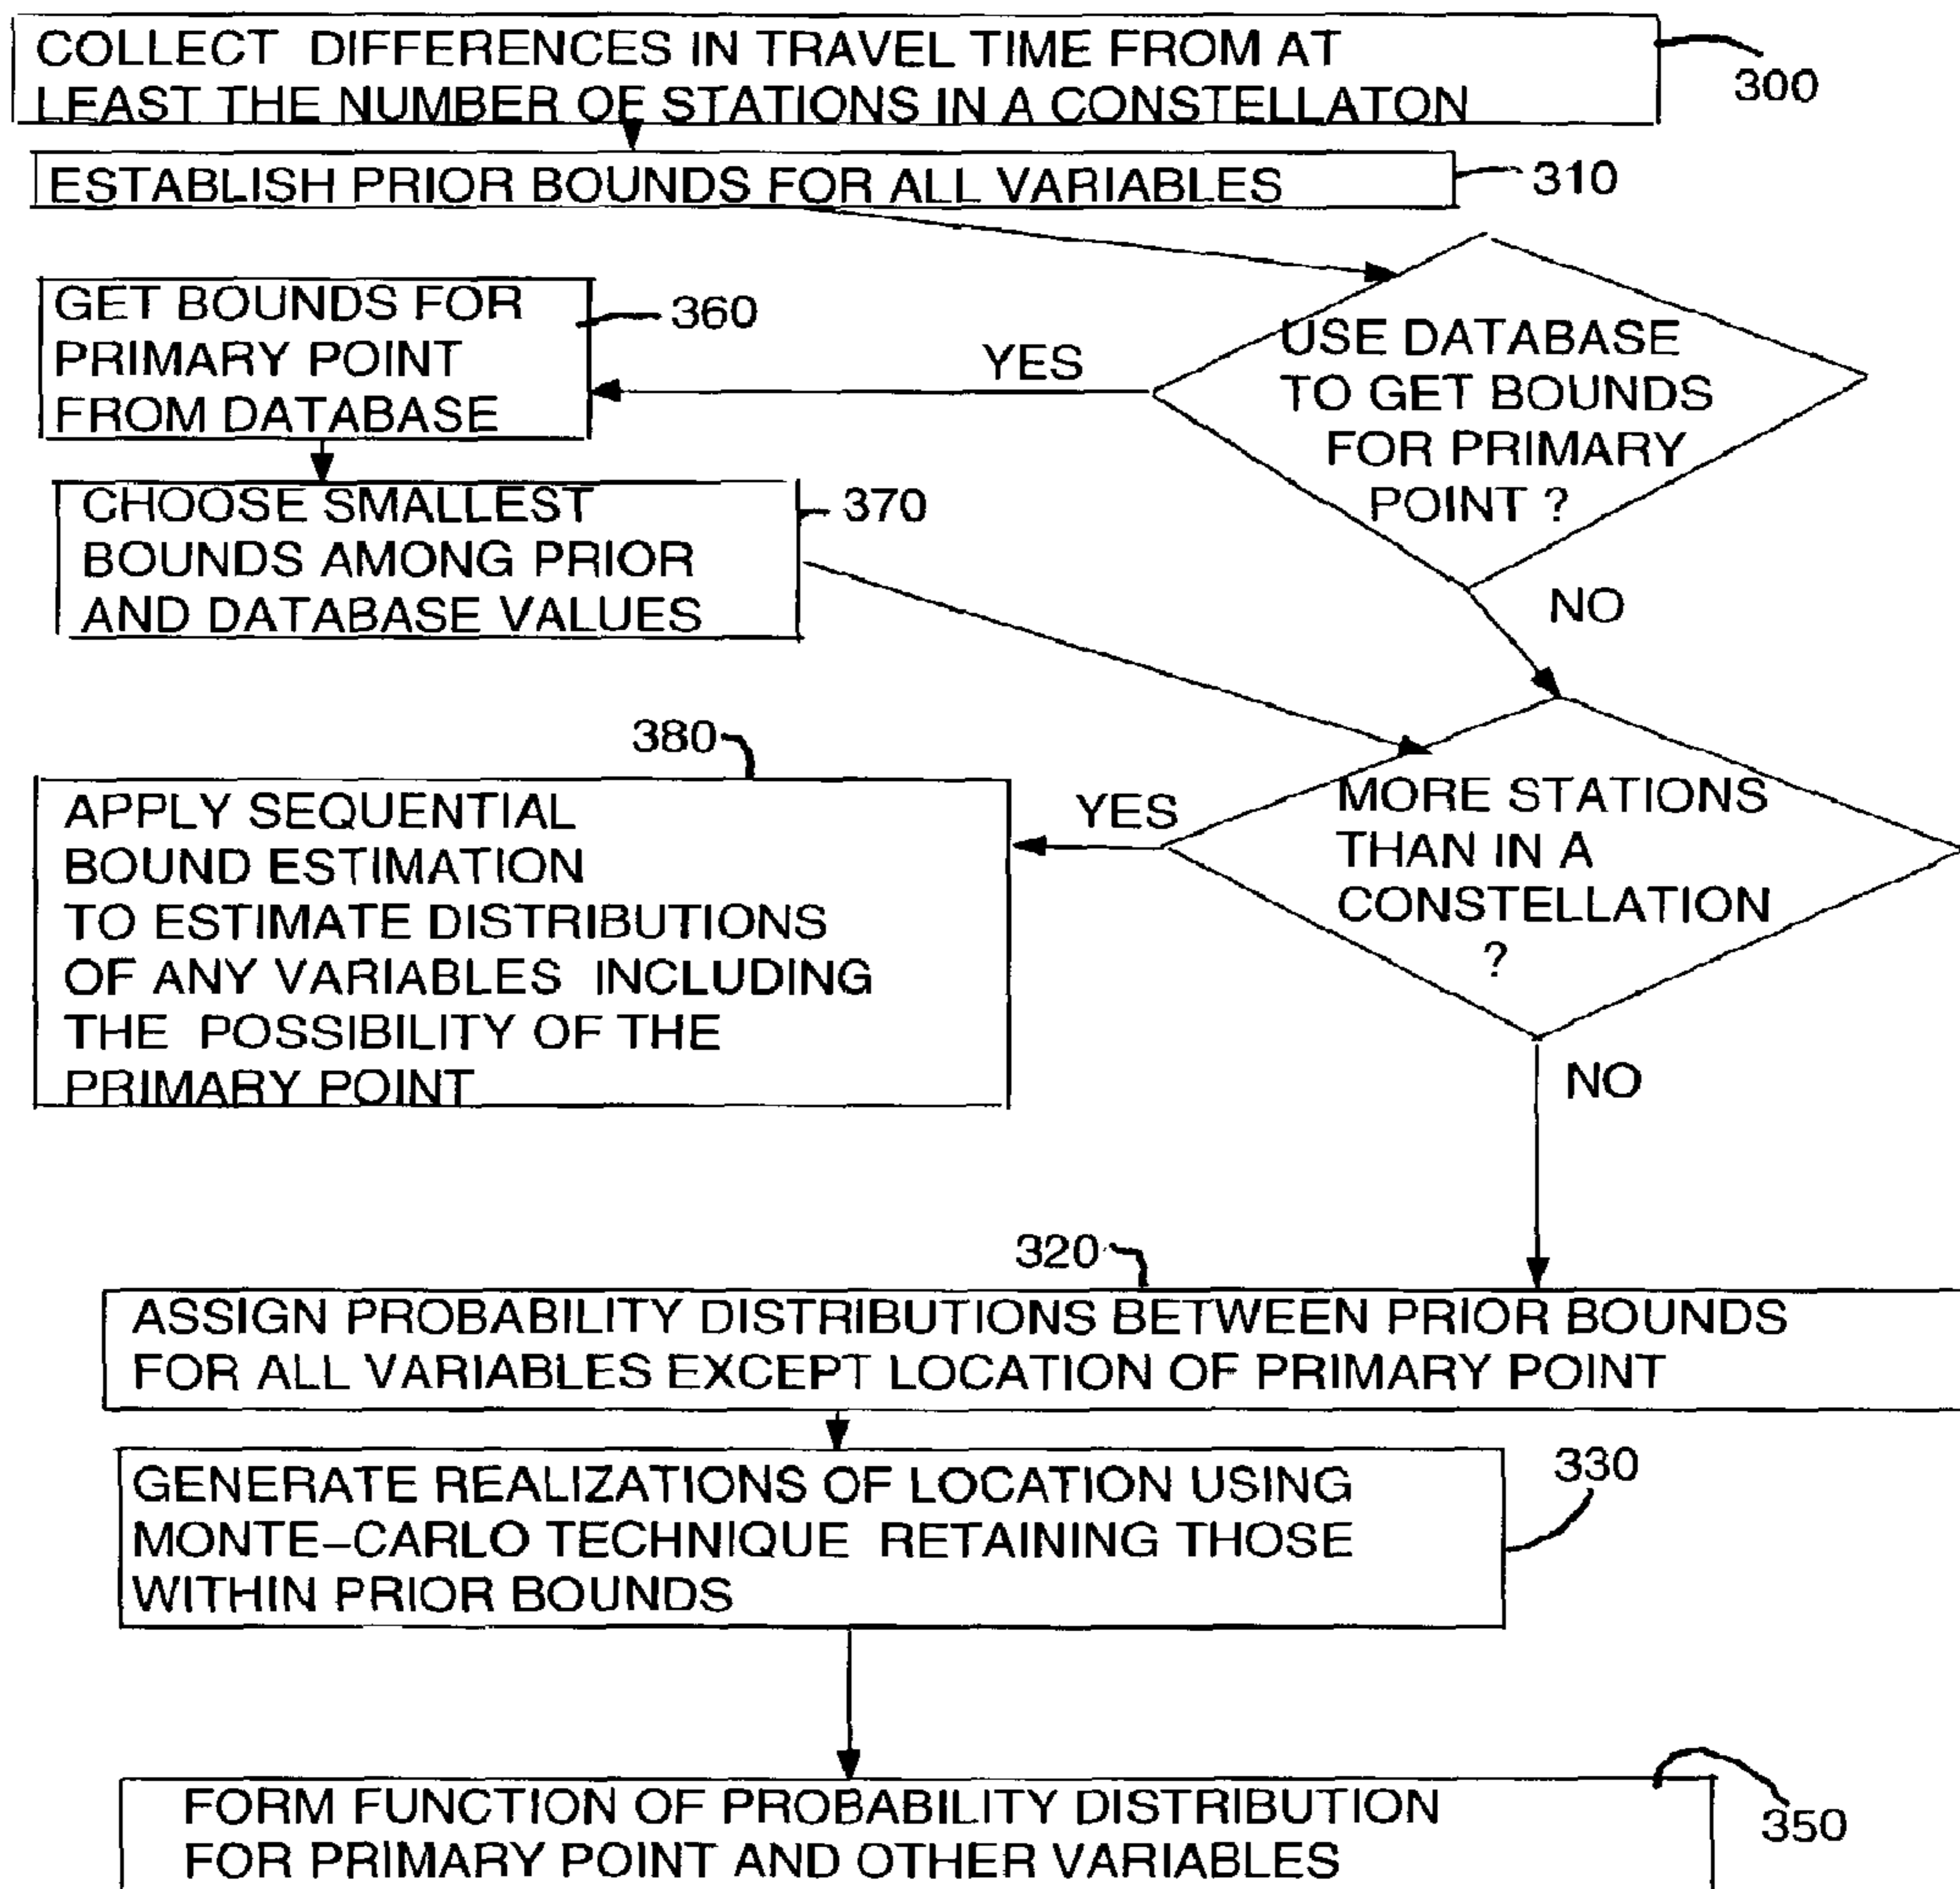 COLLECT DIFFERENCES IN TRAVEL TIME FROM AT
LEAST THE NUMBER OF STATIONS IN A CONSTELLATON
300
ESTABLISH PRIOR BOUNDS FOR ALL VARIABLES
310
USE DATABASE
TO GET BOUNDS
FOR PRIMARY
POINT ?
YES
NO
GET BOUNDS FOR
PRIMARY POINT
FROM DATABASE
360
CHOOSE SMALLEST
BOUNDS AMONG PRIOR
AND DATABASE VALUES
370
MORE STATIONS
THAN IN A
CONSTELLATION
?
YES
NO
380
APPLY SEQUENTIAL
BOUND ESTIMATION
TO ESTIMATE DISTRIBUTIONS
OF ANY VARIABLES INCLUDING
THE POSSIBILITY OF THE
PRIMARY POINT
320
ASSIGN PROBABILITY DISTRIBUTIONS BETWEEN PRIOR BOUNDS
FOR ALL VARIABLES EXCEPT LOCATION OF PRIMARY POINT
GENERATE REALIZATIONS OF LOCATION USING
MONTE-CARLO TECHNIQUE RETAINING THOSE
WITHIN PRIOR BOUNDS
330
FORM FUNCTION OF PROBABILITY DISTRIBUTION
FOR PRIMARY POINT AND OTHER VARIABLES
350